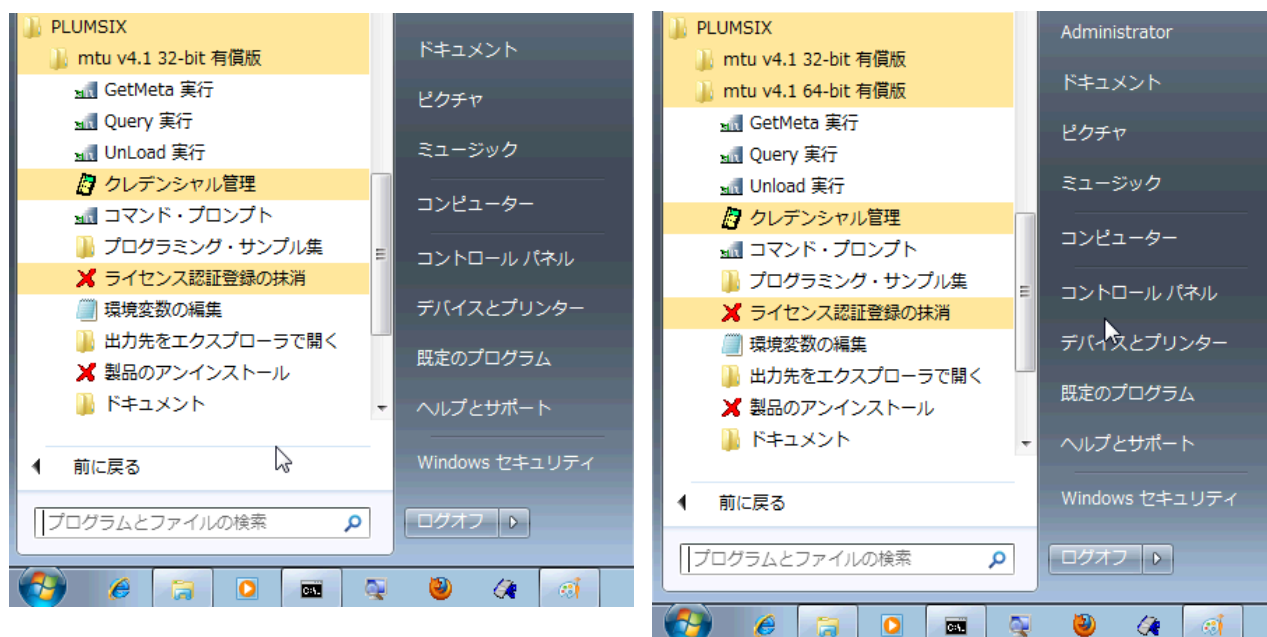 PLUMSIX
mtu v4.1 32-bit 有償版
GetMeta 実行
Query 実行
UnLoad 実行
クレデンシャル管理
コマンド・プロンプト
プログラミング・サンプル集
ライセンス認証登録の抹消
環境変数の編集
出力先をエクスプローラで開く
製品のアンインストール
ドキュメント
前に戻る
プログラムとファイルの検索
ドキュメント
ピクチャ
ミュージック
コンピューター
コントロール パネル
デバイスとプリンター
既定のプログラム
ヘルプとサポート
Windows セキュリティ
ログオフ
PLUMSIX
mtu v4.1 32-bit 有償版
mtu v4.1 64-bit 有償版
GetMeta 実行
Query 実行
Unload 実行
クレデンシャル管理
コマンド・プロンプト
プログラミング・サンプル集
ライセンス認証登録の抹消
環境変数の編集
出力先をエクスプローラで開く
製品のアンインストール
ドキュメント
前に戻る
プログラムとファイルの検索
Administrator
ドキュメント
ピクチャ
ミュージック
コンピューター
コントロール パネル
デバイスとプリンター
既定のプログラム
ヘルプとサポート
Windows セキュリティ
ログオフ